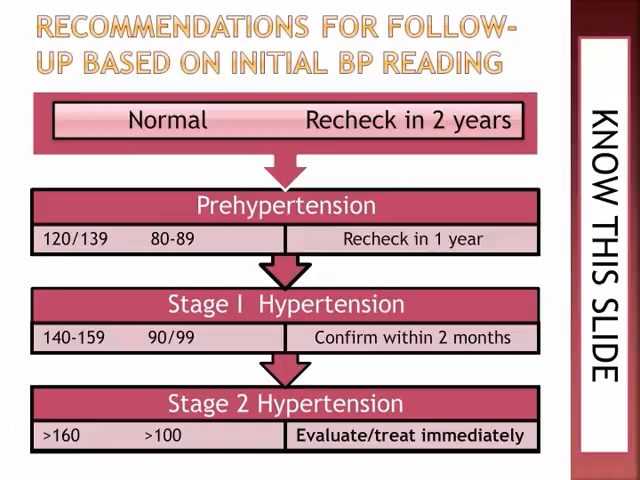 RECOMMENDATIONS FOR FOLLOW-
UP BASED ON INITIAL BP READING
Normal Recheck in 2 years
Prehypertension
120/139 80-89 Recheck in 1 year
Stage I Hypertension
140-159 90/99 Confirm within 2 months
Stage 2 Hypertension
>160 >100 Evaluate/treat immediately
KNOW THIS SLIDE